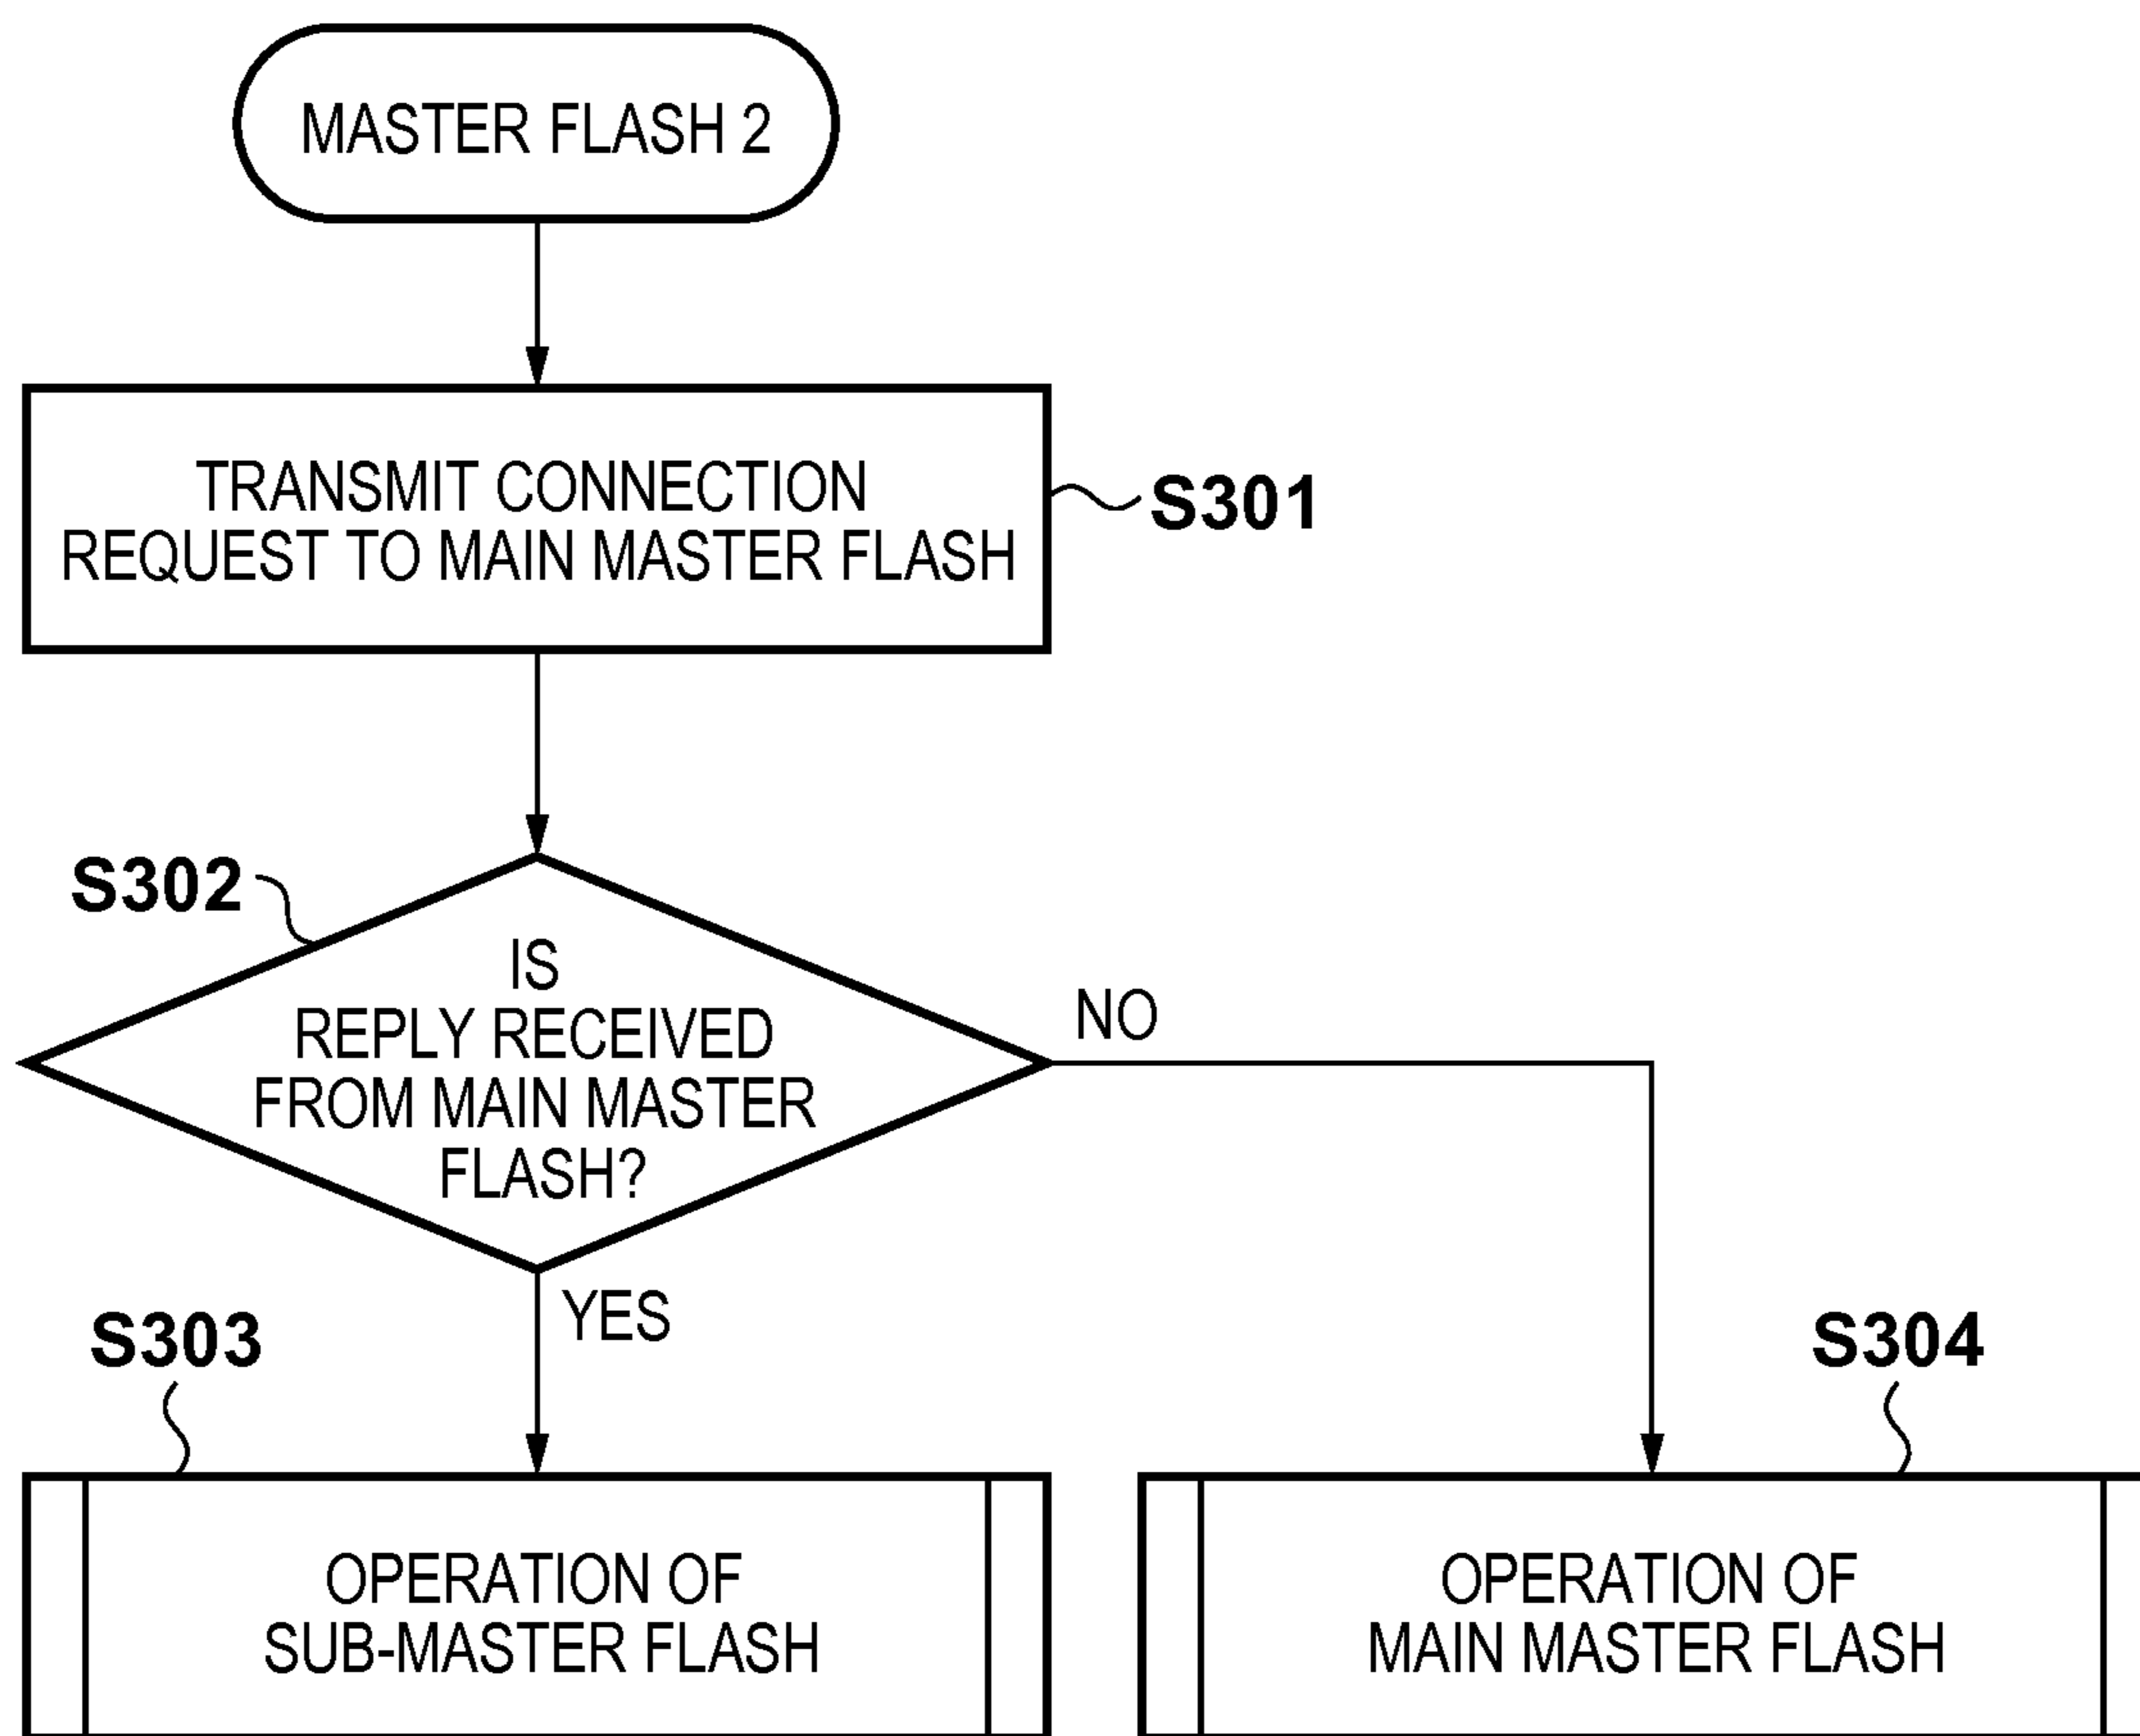 MASTER FLASH 2
TRANSMIT CONNECTION
REQUEST TO MAIN MASTER FLASH
S301
S302
IS
REPLY RECEIVED
FROM MAIN MASTER
FLASH?
NO
YES
S303
S304
OPERATION OF
SUB-MASTER FLASH
OPERATION OF
MAIN MASTER FLASH